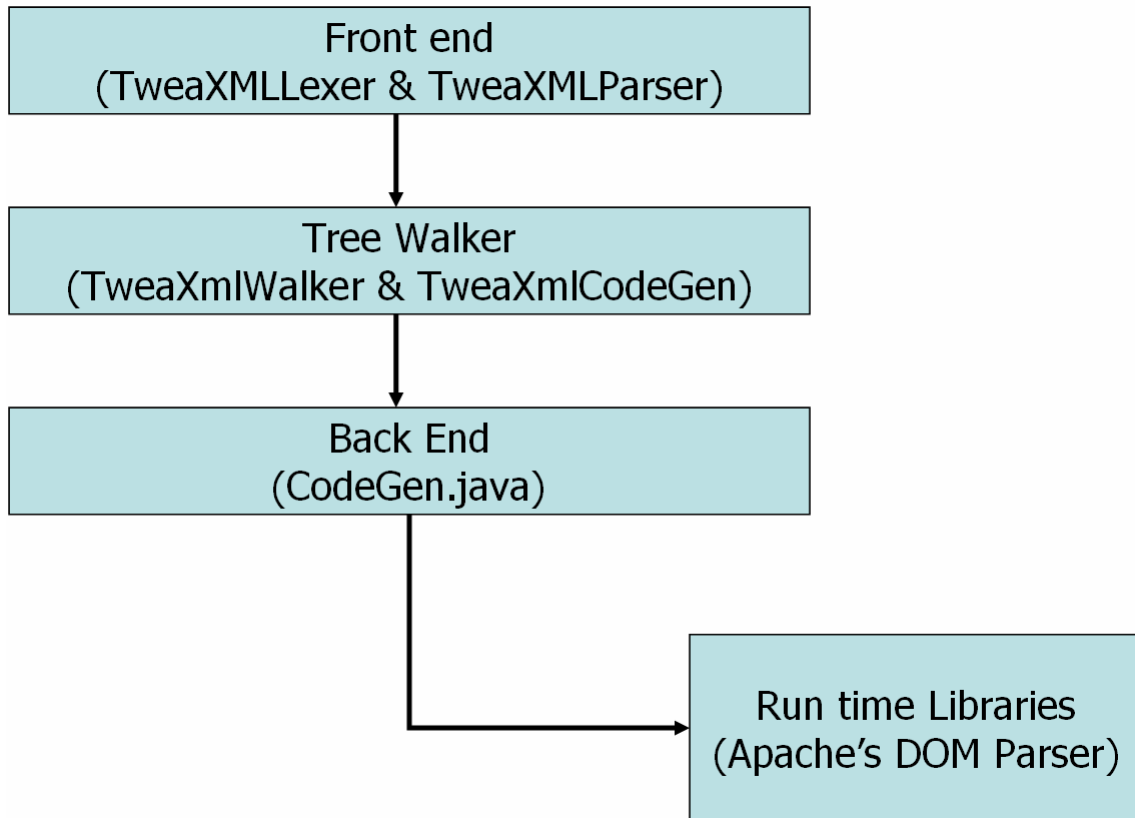 Front end
(TweaXMLLexer & TweaXMLParser)
Tree Walker
(TweaXmlWalker & TweaXmlCodeGen)
Back End
(CodeGen.java)
Run time Libraries
(Apache’s DOM Parser)